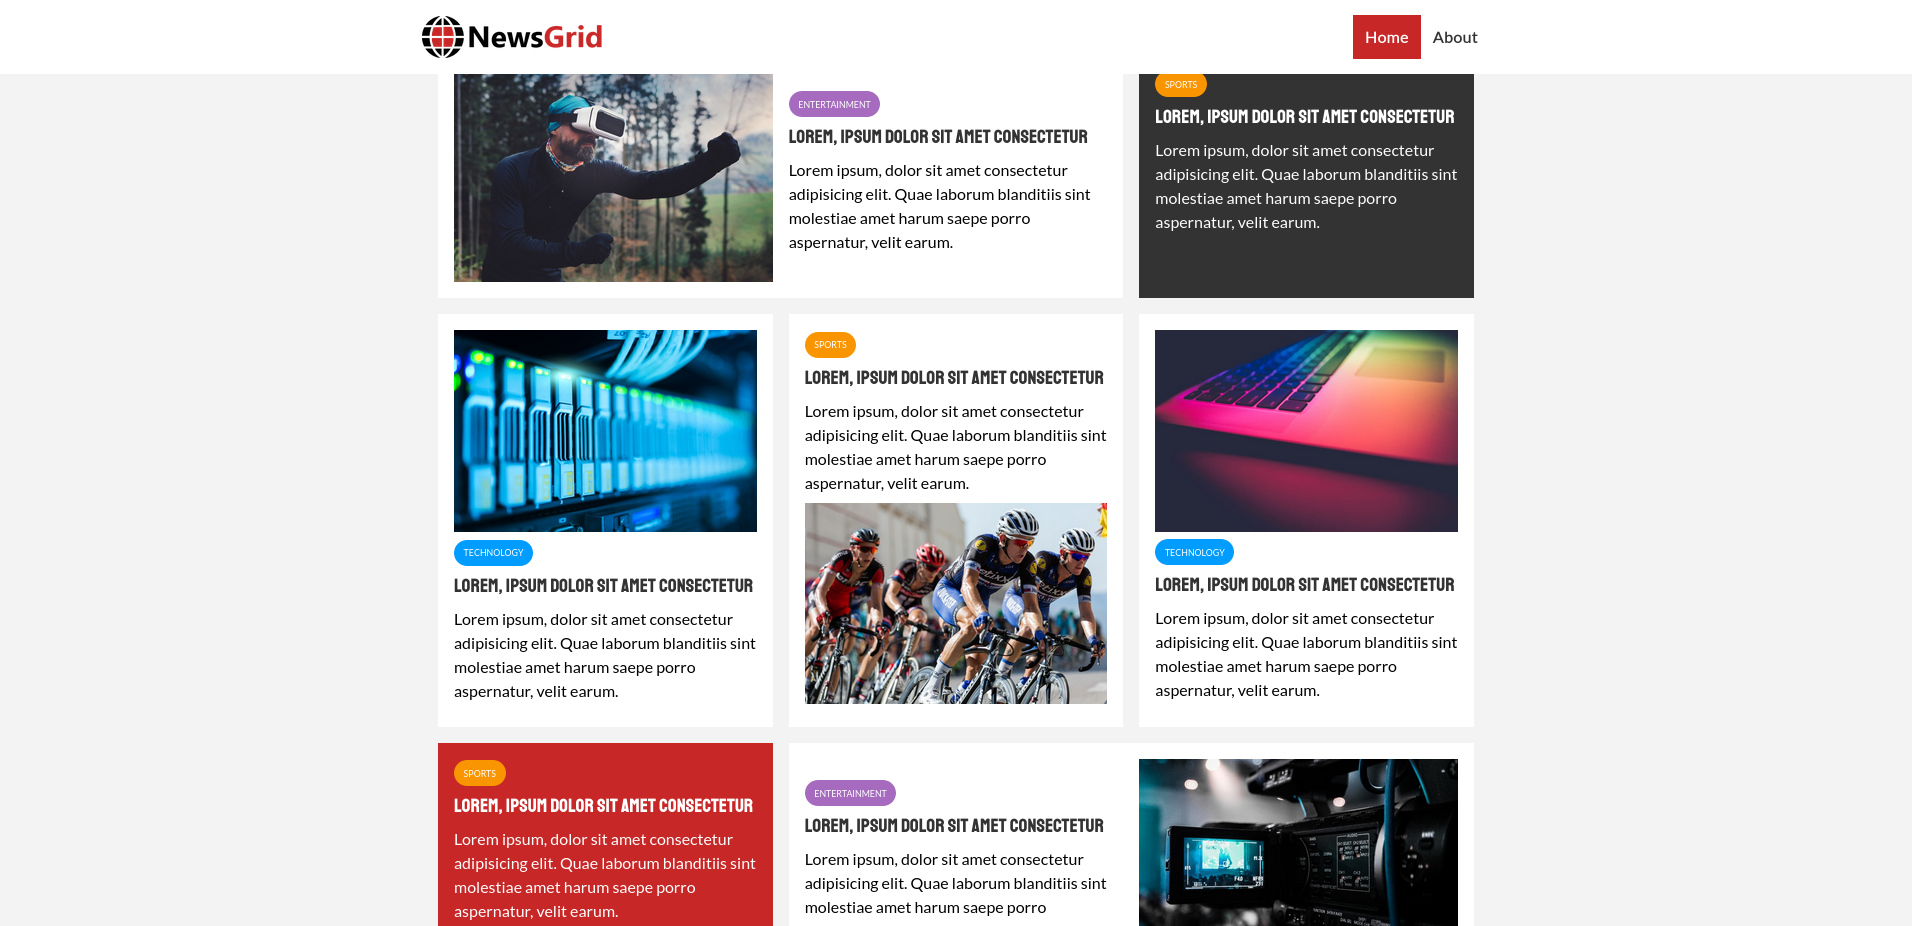 NewsGrid
Home
About
ENTERTAINMENT
LOREM, IPSUM DOLOR SIT AMET CONSECTETUR
Lorem ipsum, dolor sit amet consectetur
adipisicing elit. Quae laborum blanditiis sint
molestiae amet harum saepe porro
aspernatur, velit earum.
SPORTS
LOREM, IPSUM DOLOR SIT AMET CONSECTETUR
Lorem ipsum, dolor sit amet consectetur
adipisicing elit. Quae laborum blanditiis sint
molestiae amet harum saepe porro
aspernatur, velit earum.
TECHNOLOGY
LOREM, IPSUM DOLOR SIT AMET CONSECTETUR
Lorem ipsum, dolor sit amet consectetur
adipisicing elit. Quae laborum blanditiis sint
molestiae amet harum saepe porro
aspernatur, velit earum.
SPORTS
LOREM, IPSUM DOLOR SIT AMET CONSECTETUR
Lorem ipsum, dolor sit amet consectetur
adipisicing elit. Quae laborum blanditiis sint
molestiae amet harum saepe porro
aspernatur, velit earum.
TECHNOLOGY
LOREM, IPSUM DOLOR SIT AMET CONSECTETUR
Lorem ipsum, dolor sit amet consectetur
adipisicing elit. Quae laborum blanditiis sint
molestiae amet harum saepe porro
aspernatur, velit earum.
SPORTS
LOREM, IPSUM DOLOR SIT AMET CONSECTETUR
Lorem ipsum, dolor sit amet consectetur
adipisicing elit. Quae laborum blanditiis sint
molestiae amet harum saepe porro
aspernatur, velit earum.
ENTERTAINMENT
LOREM, IPSUM DOLOR SIT AMET CONSECTETUR
Lorem ipsum, dolor sit amet consectetur
adipisicing elit. Quae laborum blanditiis sint
molestiae amet harum saepe porro